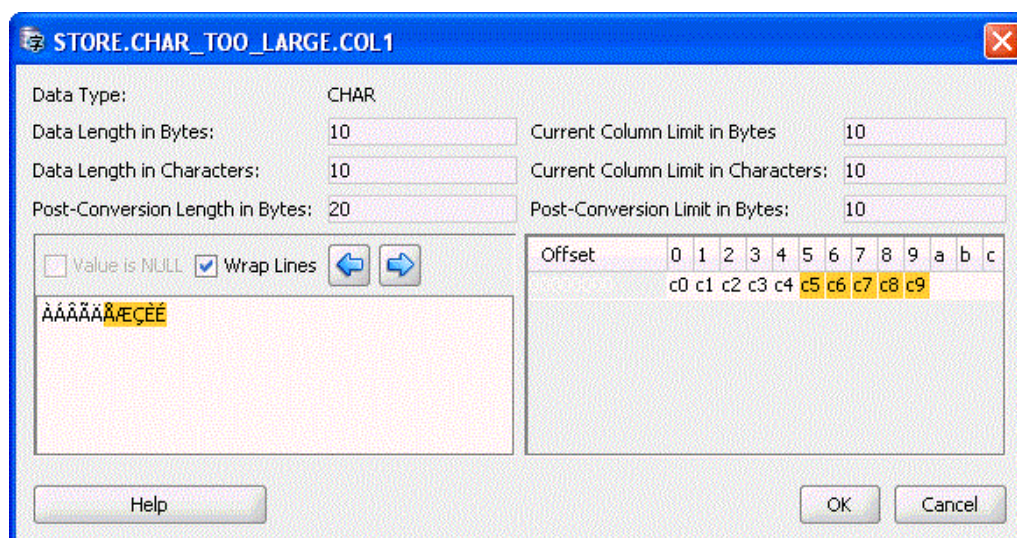 STORE.CHAR_TOO_LARGE.COL1
Data Type: CHAR
Data Length in Bytes: 10 Current Column Limit in Bytes 10
Data Length in Characters: 10 Current Column Limit in Characters: 10
Post-Conversion Length in Bytes: 20 Post-Conversion Limit in Bytes: 10
Value is NULL Wrap Lines
ÀÁÂÃÄÅÆÇÈÉ
Offset 0 1 2 3 4 5 6 7 8 9 a b c
c0 c1 c2 c3 c4 c5 c6 c7 c8 c9
Help OK Cancel